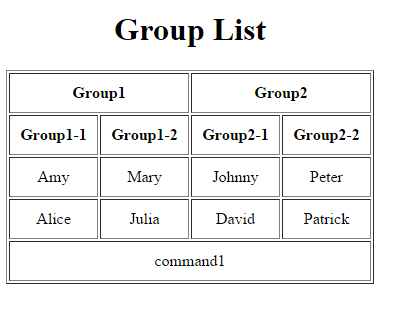 Group List
Group1 Group2
Group1-1 Group1-2 Group2-1 Group2-2
Amy Mary Johnny Peter
Alice Julia David Patrick
command1